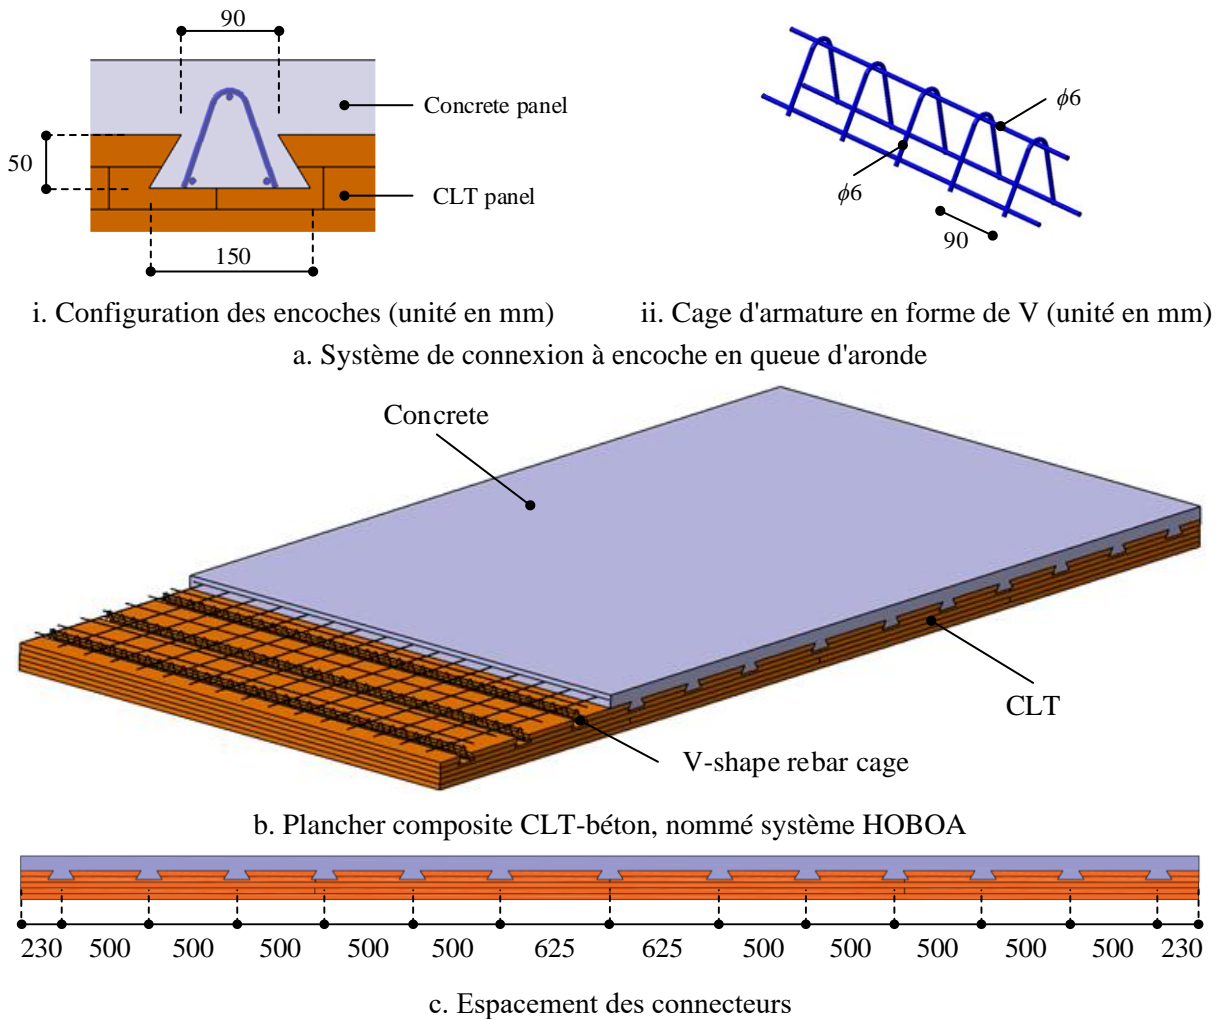 90
Concrete panel
50
CLT panel
150
ϕ6
ϕ6
90
i. Configuration des encoches (unité en mm)
ii. Cage d'armature en forme de V (unité en mm)
a. Système de connexion à encoche en queue d'aronde
Concrete
CLT
V-shape rebar cage
b. Plancher composite CLT-béton, nommé système HOBOA
230 500 500 500 500 500 625 625 500 500 500 500 500 230
c. Espacement des connecteurs